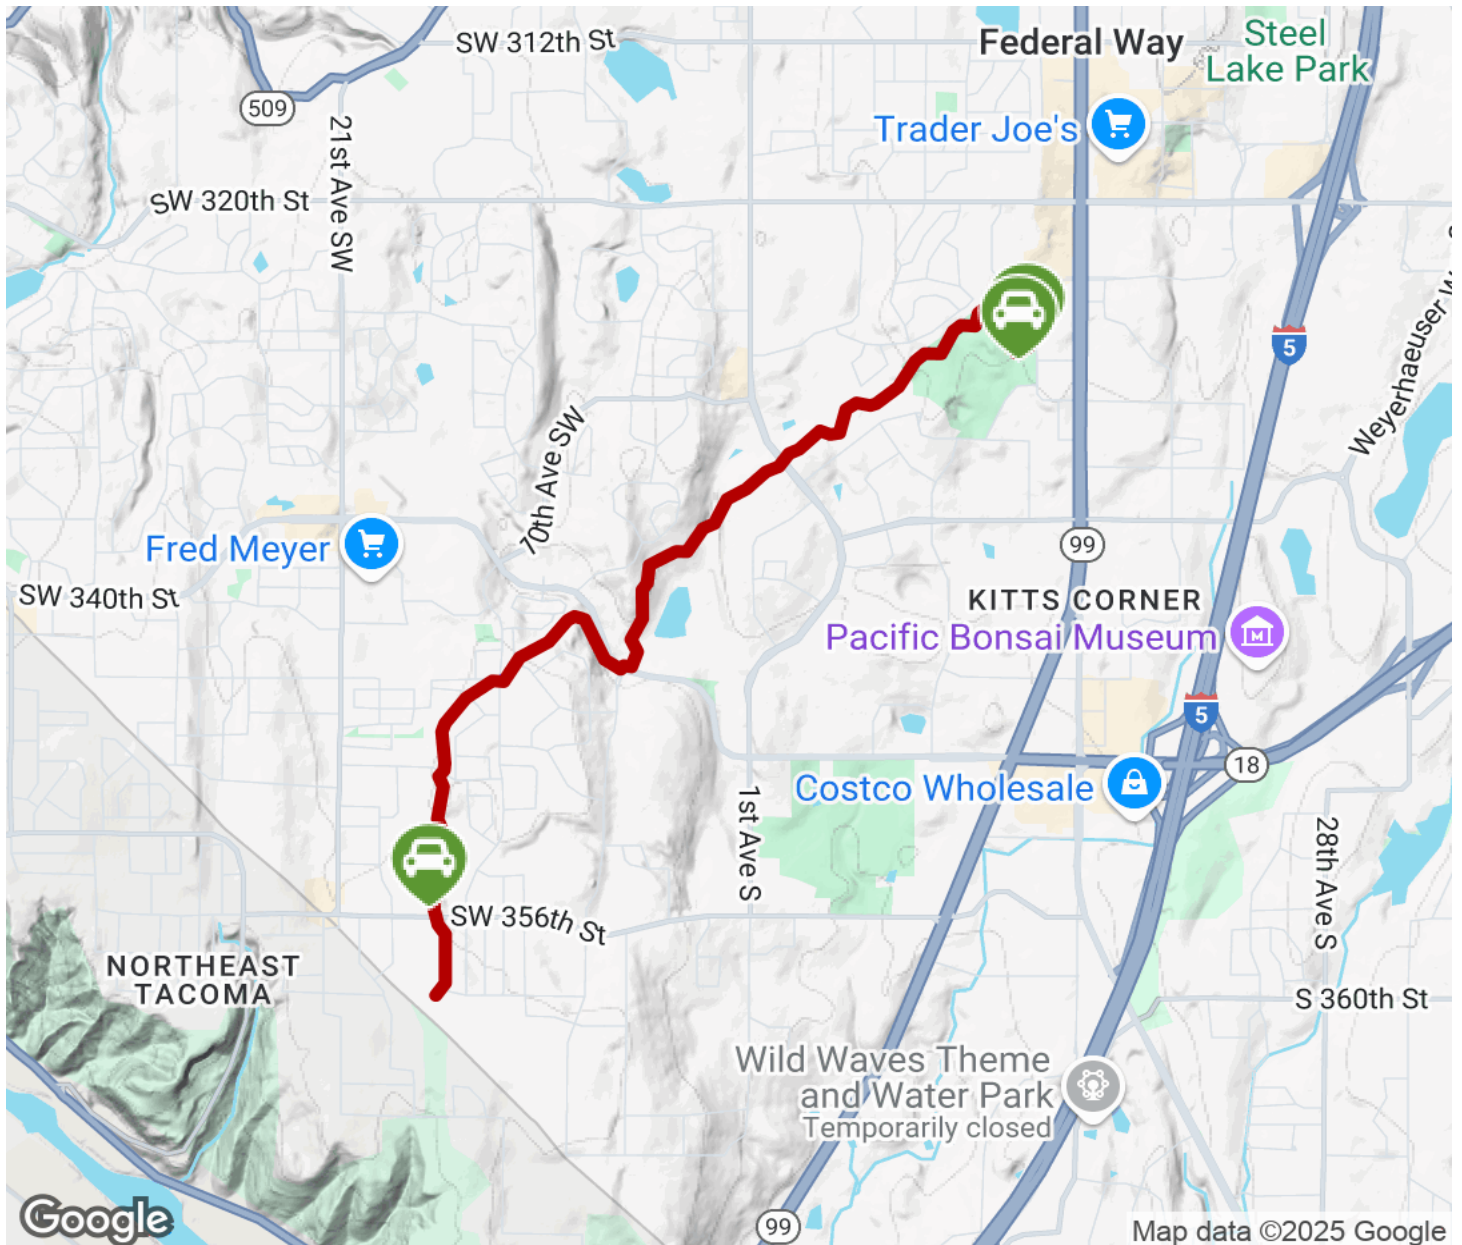 SW 312th St
Federal Way
Steel
Lake Park
509
Trader Joe's
21st Ave SW
SW 320th St
5
Weyerhaeuser W
70th Ave SW
Fred Meyer
99
SW 340th St
KITTS CORNER
Pacific Bonsai Museum
5
18
Costco Wholesale
1st Ave S
28th Ave S
SW 356th St
NORTHEAST
TACOMA
S 360th St
Wild Waves Theme
and Water Park
Temporarily closed
Google
99
Map data ©2025 Google